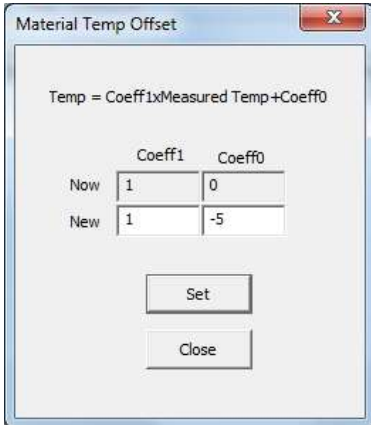 Material Temp Offset
Temp = Coeff1xMeasured Temp+Coeff0
Coeff1 Coeff0
Now 1 0
New 1 -5
Set
Close